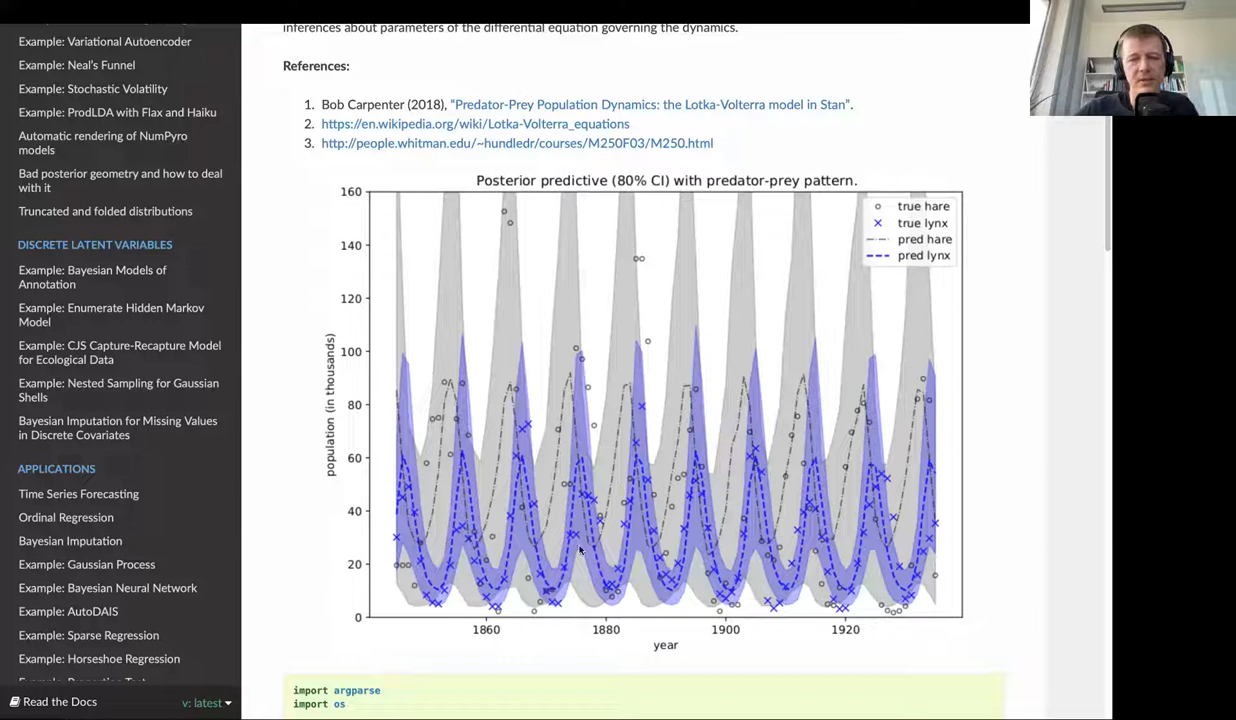 Example: Variational Autoencoder
Example: Neal's Funnel
Example: Stochastic Volatility
Example: ProdLDA with Flax and Haiku
Automatic rendering of NumPyro
models
Bad posterior geometry and how to deal
with it
Truncated and folded distributions
DISCRETE LATENT VARIABLES
Example: Bayesian Models of
Annotation
Example: Enumerate Hidden Markov
Model
Example: CJS Capture-Recapture Model
for Ecological Data
Example: Nested Sampling for Gaussian
Shells
Bayesian Imputation for Missing Values
in Discrete Covariates
APPLICATIONS
Time Series Forecasting
Ordinal Regression
Bayesian Imputation
Example: Gaussian Process
Example: Bayesian Neural Network
Example: AutoDAIS
Example: Sparse Regression
Example: Horseshoe Regression
Read the Docs
v: latest
inferences about parameters of the differential equation governing the dynamics.
References:
1. Bob Carpenter (2018), "Predator-Prey Population Dynamics: the Lotka-Volterra model in Stan".
2. https://en.wikipedia.org/wiki/Lotka-Volterra_equations
3. http://people.whitman.edu/~hundledr/courses/M250F03/M250.html
Posterior predictive (80% CI) with predator-prey pattern.
true hare
true lynx
pred hare
pred lynx
population (in thousands)
160
140
120
100
80
60
40
20
0
1860
1880
1900
1920
year
import argparse
import os